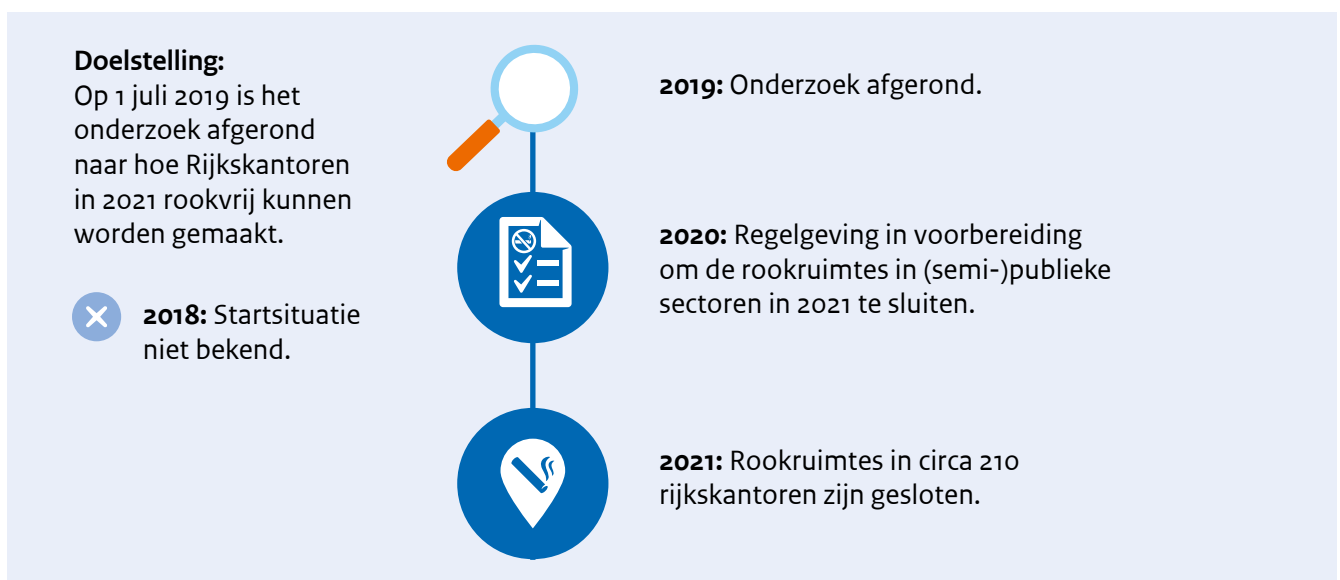 Doelstelling:
Op 1 juli 2019 is het
onderzoek afgerond
naar hoe Rijkskantoren
in 2021 rookvrij kunnen
worden gemaakt.
2018: Startsituatie
niet bekend.
2019: Onderzoek afgerond.
2020: Regelgeving in voorbereiding
om de rookruimtes in (semi-)publieke
sectoren in 2021 te sluiten.
2021: Rookruimtes in circa 210
rijkskantoren zijn gesloten.